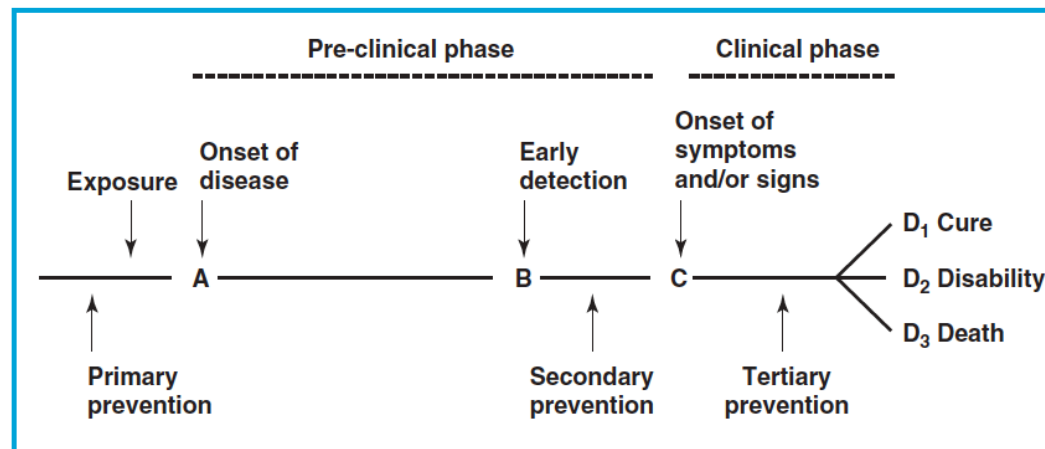 Pre-clinical phase
Clinical phase
Exposure
Onset of
disease
Early
detection
Onset of
symptoms
and/or signs
A
B
C
D₁ Cure
D₂ Disability
D₃ Death
Primary
prevention
Secondary
prevention
Tertiary
prevention